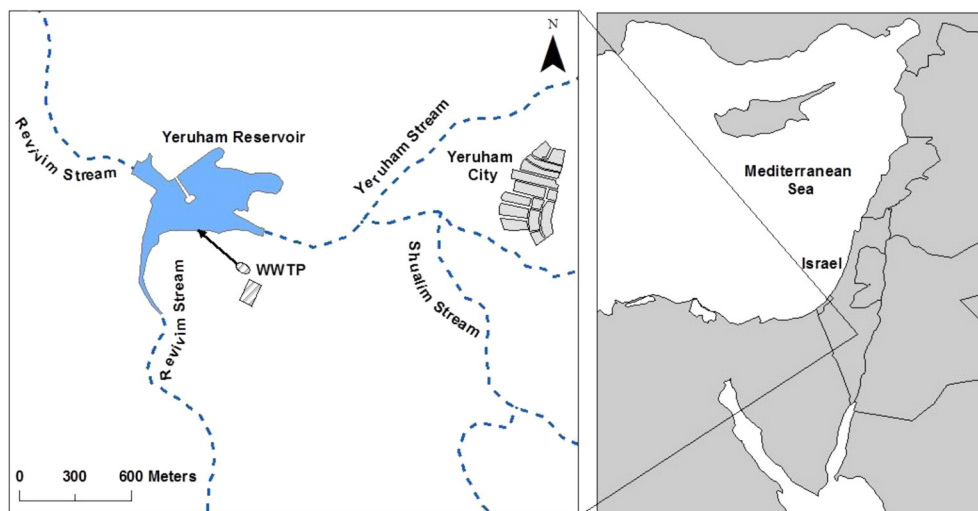 N
Revivim Stream
Yeruham Reservoir
Yeruham Stream
Yeruham
City
WWTP
Shualim Stream
Revivim Stream
0 300 600 Meters
Mediterranean
Sea
Israel